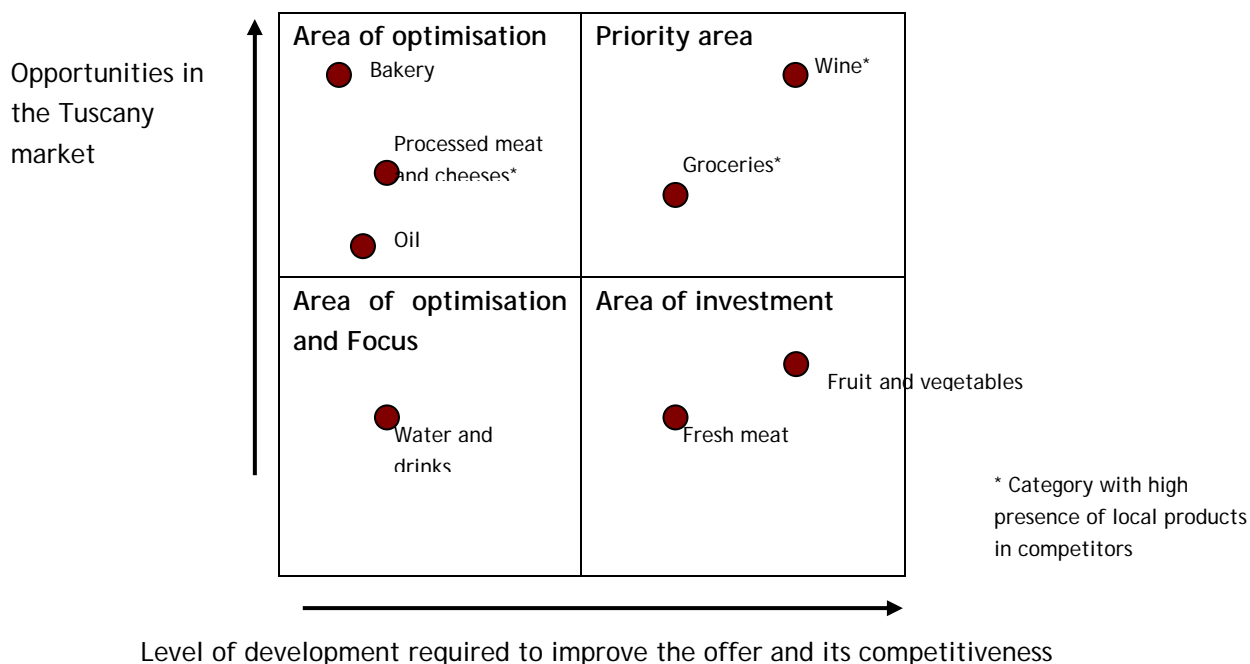 Opportunities in
the Tuscany
market
Area of optimisation
Bakery
Processed meat
and cheeses*
Oil
Priority area
Wine*
Groceries*
Area of optimisation
and Focus
Water and
drinks
Area of investment
Fruit and vegetables
Fresh meat
* Category with high
presence of local products
in competitors
Level of development required to improve the offer and its competitiveness